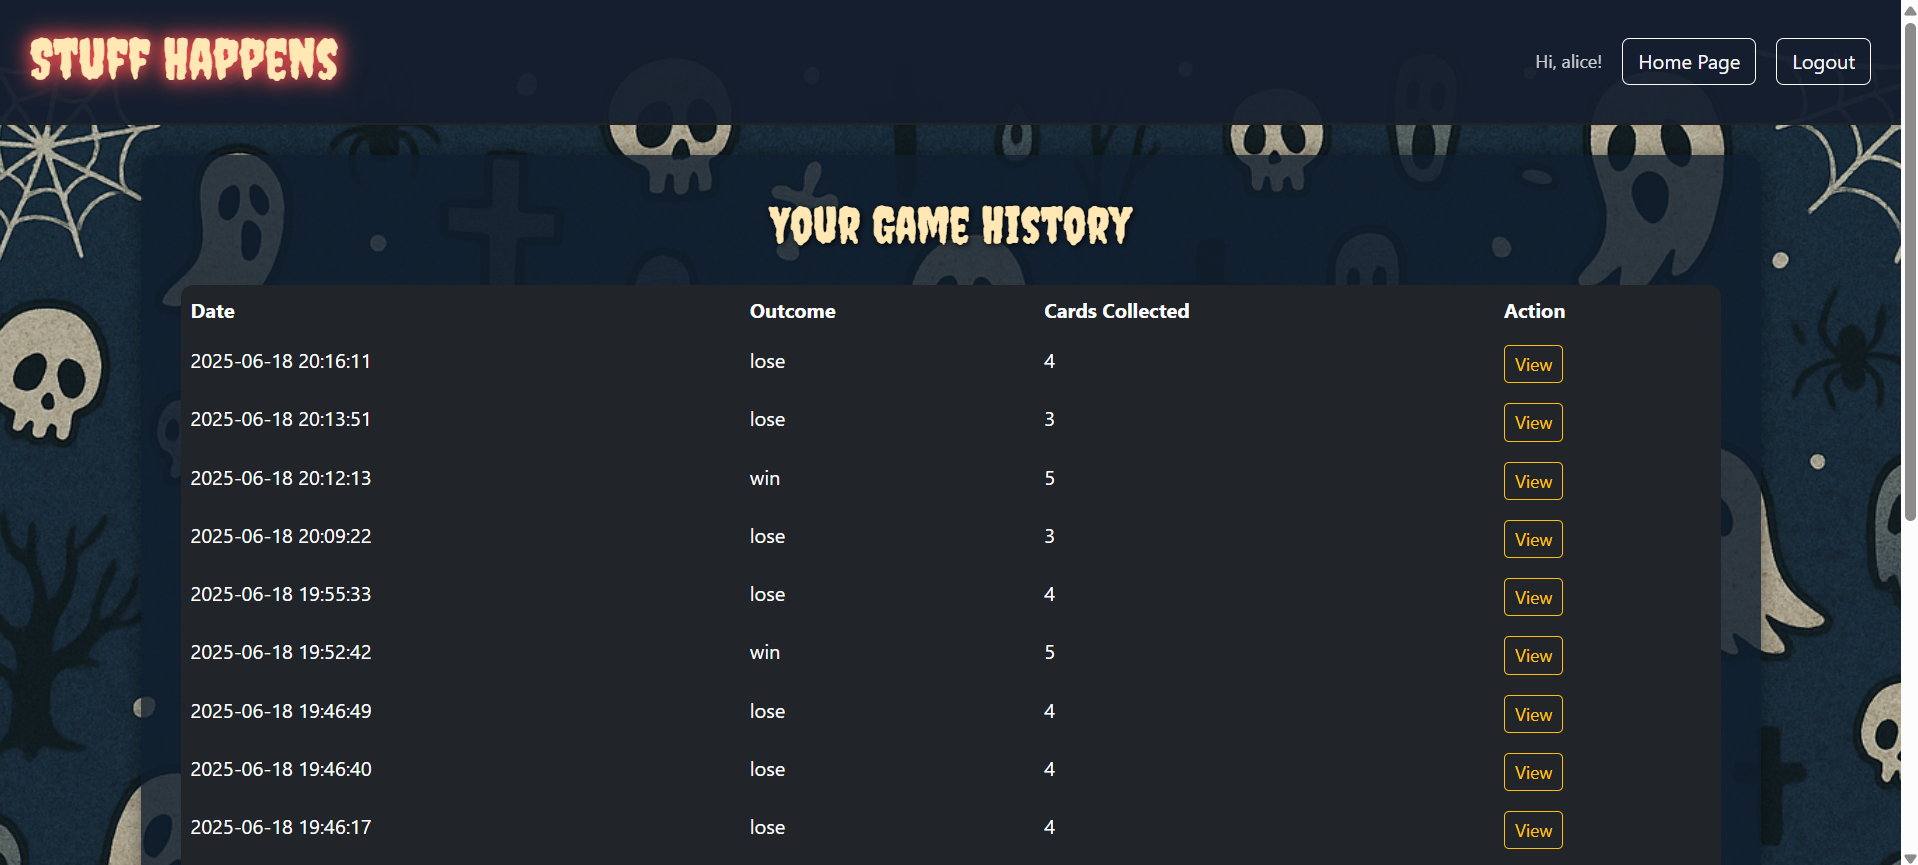 STUFF HAPPENS
Hi, alice! Home Page Logout
YOUR GAME HISTORY
Date Outcome Cards Collected Action
2025-06-18 20:16:11 lose 4 View
2025-06-18 20:13:51 lose 3 View
2025-06-18 20:12:13 win 5 View
2025-06-18 20:09:22 lose 3 View
2025-06-18 19:55:33 lose 4 View
2025-06-18 19:52:42 win 5 View
2025-06-18 19:46:49 lose 4 View
2025-06-18 19:46:40 lose 4 View
2025-06-18 19:46:17 lose 4 View